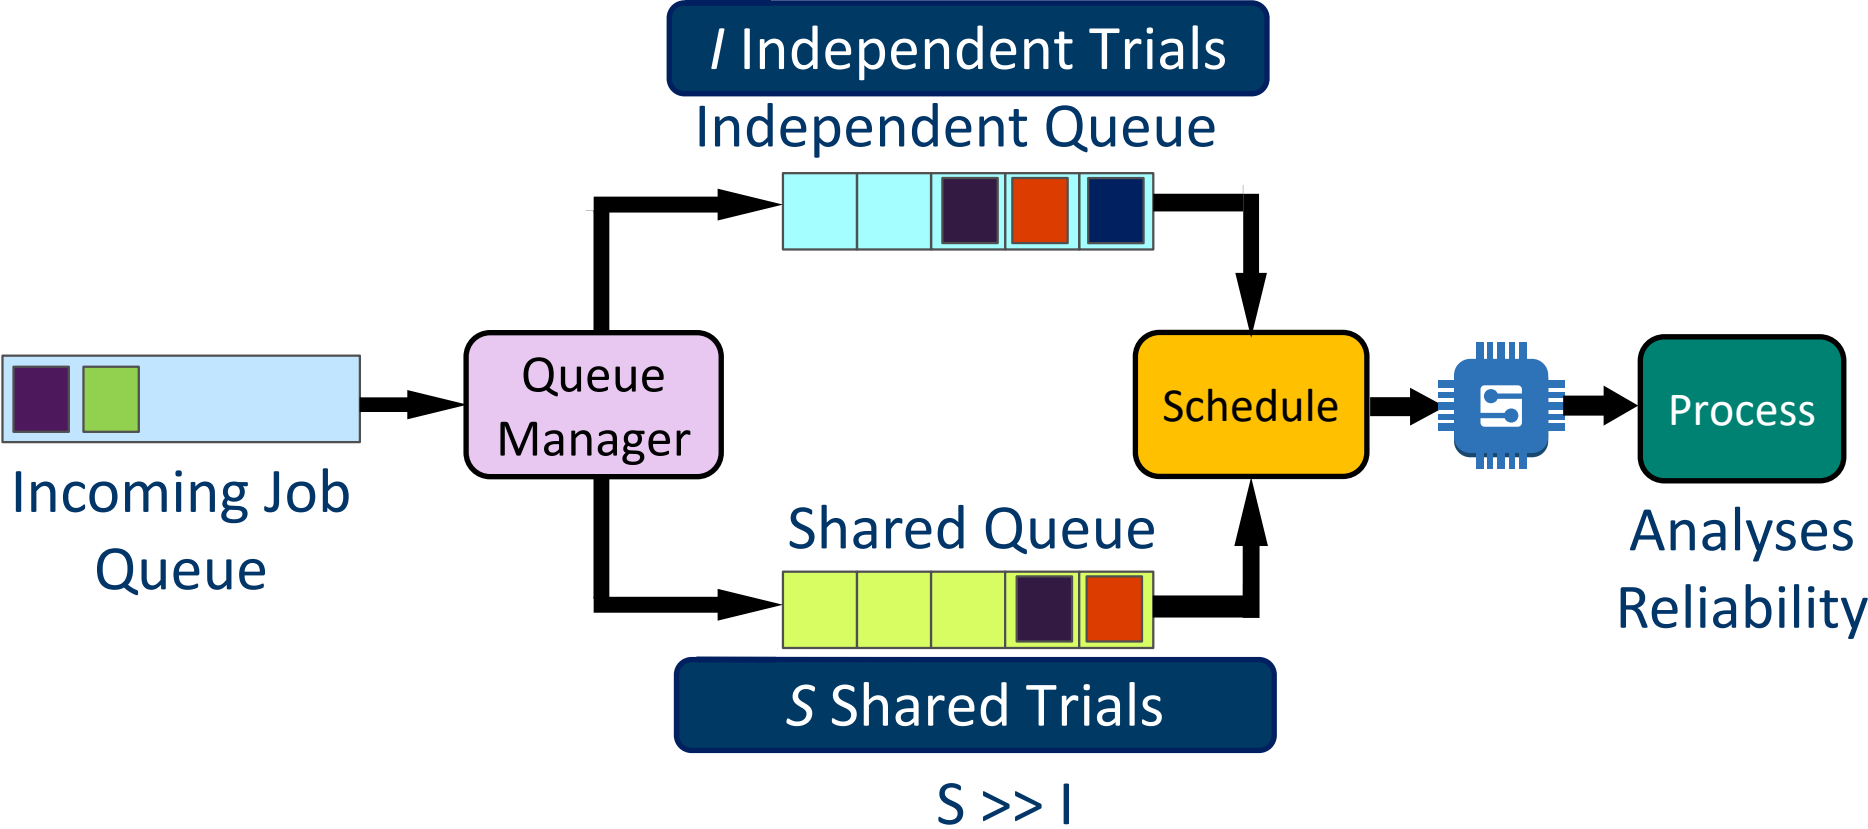 I Independent Trials
Independent Queue
Queue
Manager
Schedule
Process
Incoming Job
Queue
Shared Queue
Analyses
Reliability
S Shared Trials
S >> I